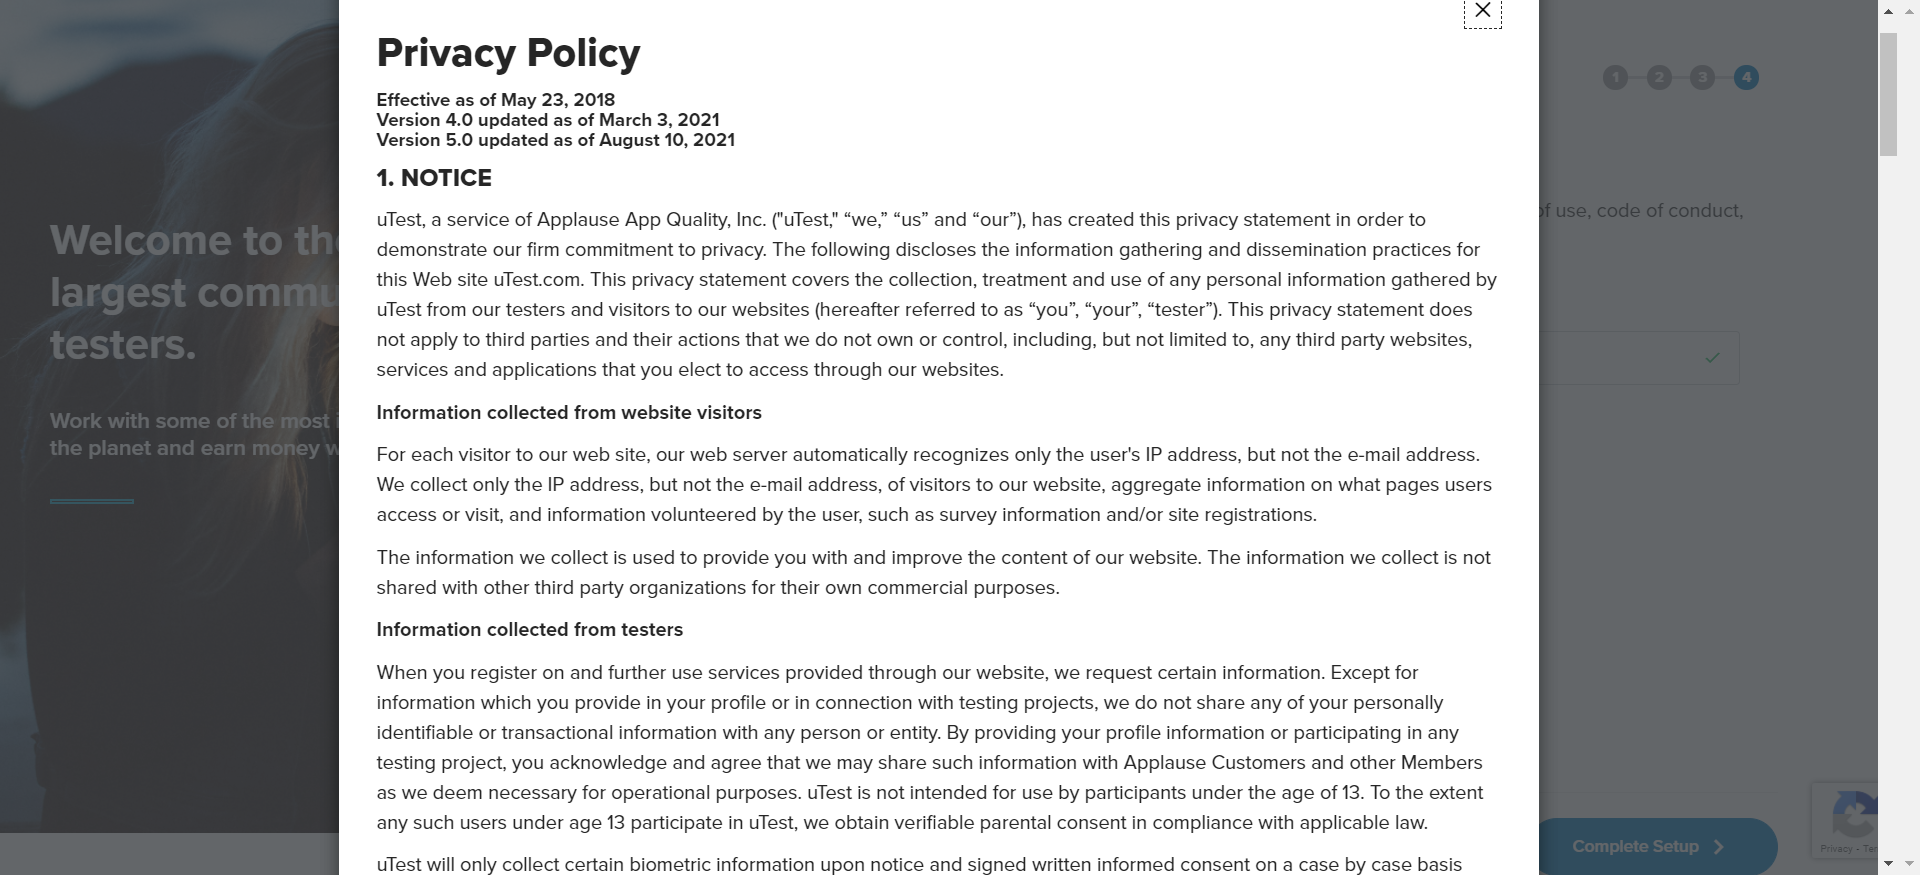 Privacy Policy
Effective as of May 23, 2018
Version 4.0 updated as of March 3, 2021
Version 5.0 updated as of August 10, 2021
1. NOTICE
uTest, a service of Applause App Quality, Inc. ("uTest," “we,” “us” and “our”), has created this privacy statement in order to
demonstrate our firm commitment to privacy. The following discloses the information gathering and dissemination practices for
this Web site uTest.com. This privacy statement covers the collection, treatment and use of any personal information gathered by
uTest from our testers and visitors to our websites (hereafter referred to as “you”, “your”, “tester”). This privacy statement does
not apply to third parties and their actions that we do not own or control, including, but not limited to, any third party websites,
services and applications that you elect to access through our websites.
Information collected from website visitors
For each visitor to our web site, our web server automatically recognizes only the user's IP address, but not the e-mail address.
We collect only the IP address, but not the e-mail address, of visitors to our website, aggregate information on what pages users
access or visit, and information volunteered by the user, such as survey information and/or site registrations.
The information we collect is used to provide you with and improve the content of our website. The information we collect is not
shared with other third party organizations for their own commercial purposes.
Information collected from testers
When you register on and further use services provided through our website, we request certain information. Except for
information which you provide in your profile or in connection with testing projects, we do not share any of your personally
identifiable or transactional information with any person or entity. By providing your profile information or participating in any
testing project, you acknowledge and agree that we may share such information with Applause Customers and other Members
as we deem necessary for operational purposes. uTest is not intended for use by participants under the age of 13. To the extent
any such users under age 13 participate in uTest, we obtain verifiable parental consent in compliance with applicable law.
uTest will only collect certain biometric information upon notice and signed written informed consent on a case by case basis
Welcome to
largest
testers.
Work with some of the most
the planet and earn money
1 2 3 4
of use, code of conduct,
Complete Setup
Privacy -